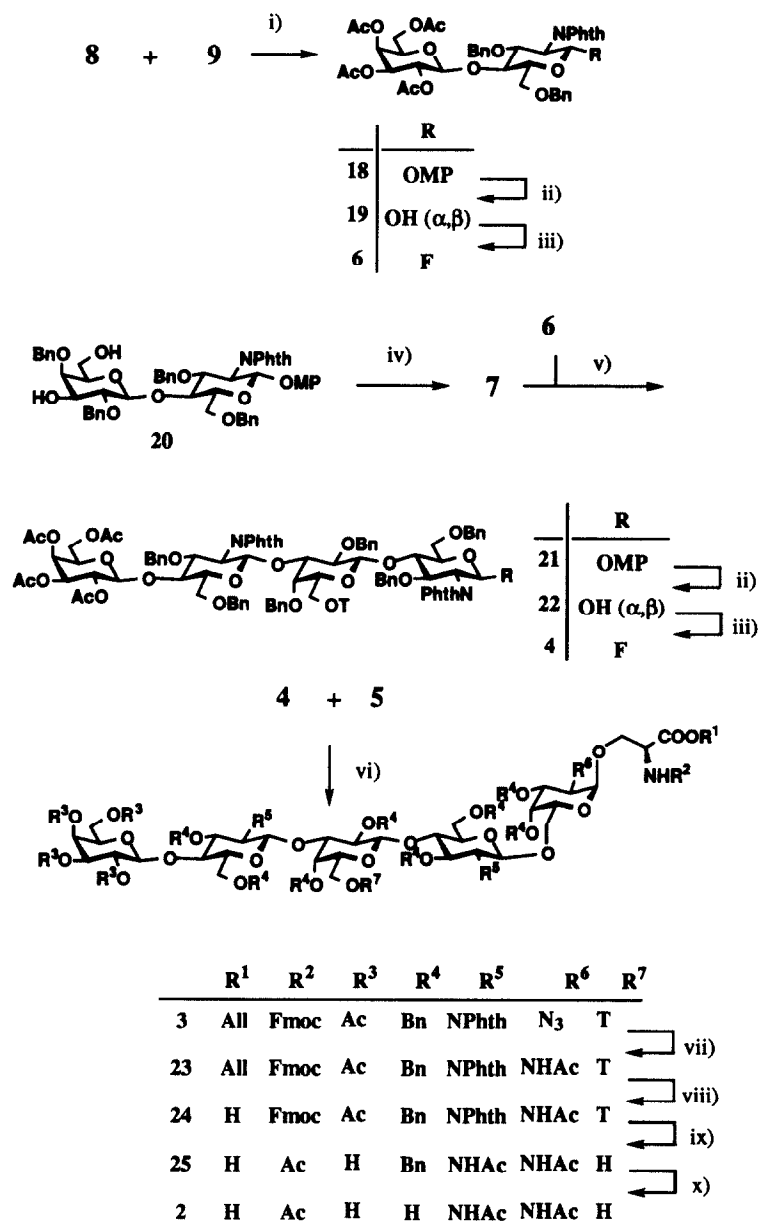 8 + 9
i)
AcO OAc
AcO
AcO
O
O
BnO
NPhth
O
R
OBn
R
18 OMP
ii)
19 OH (α,β)
iii)
6 F
BnO OH
HO
BnO
O
O
BnO
NPhth
O
OMP
OBn
20
iv)
7
6
v)
AcO OAc
AcO
AcO
O
O
BnO
NPhth
O
O
OBn
OBn
O
BnO
OT
O
OBn
O
BnO
PhthN
R
R
21 OMP
ii)
22 OH (α,β)
iii)
4 F
4 + 5
vi)
COOR¹
NHR²
O
R⁶
R⁴O
R⁴O
O
R³O OR³
R³O
R³O
O
O
R⁴O
R⁵
O
O
OR⁴
OR⁴
O
R⁴O
OR⁷
O
OR⁴
O
R⁵
O
R¹ R² R³ R⁴ R⁵ R⁶ R⁷
3 All Fmoc Ac Bn NPhth N₃ T
vii)
23 All Fmoc Ac Bn NPhth NHAc T
viii)
24 H Fmoc Ac Bn NPhth NHAc T
ix)
25 H Ac H Bn NHAc NHAc H
x)
2 H Ac H H NHAc NHAc H